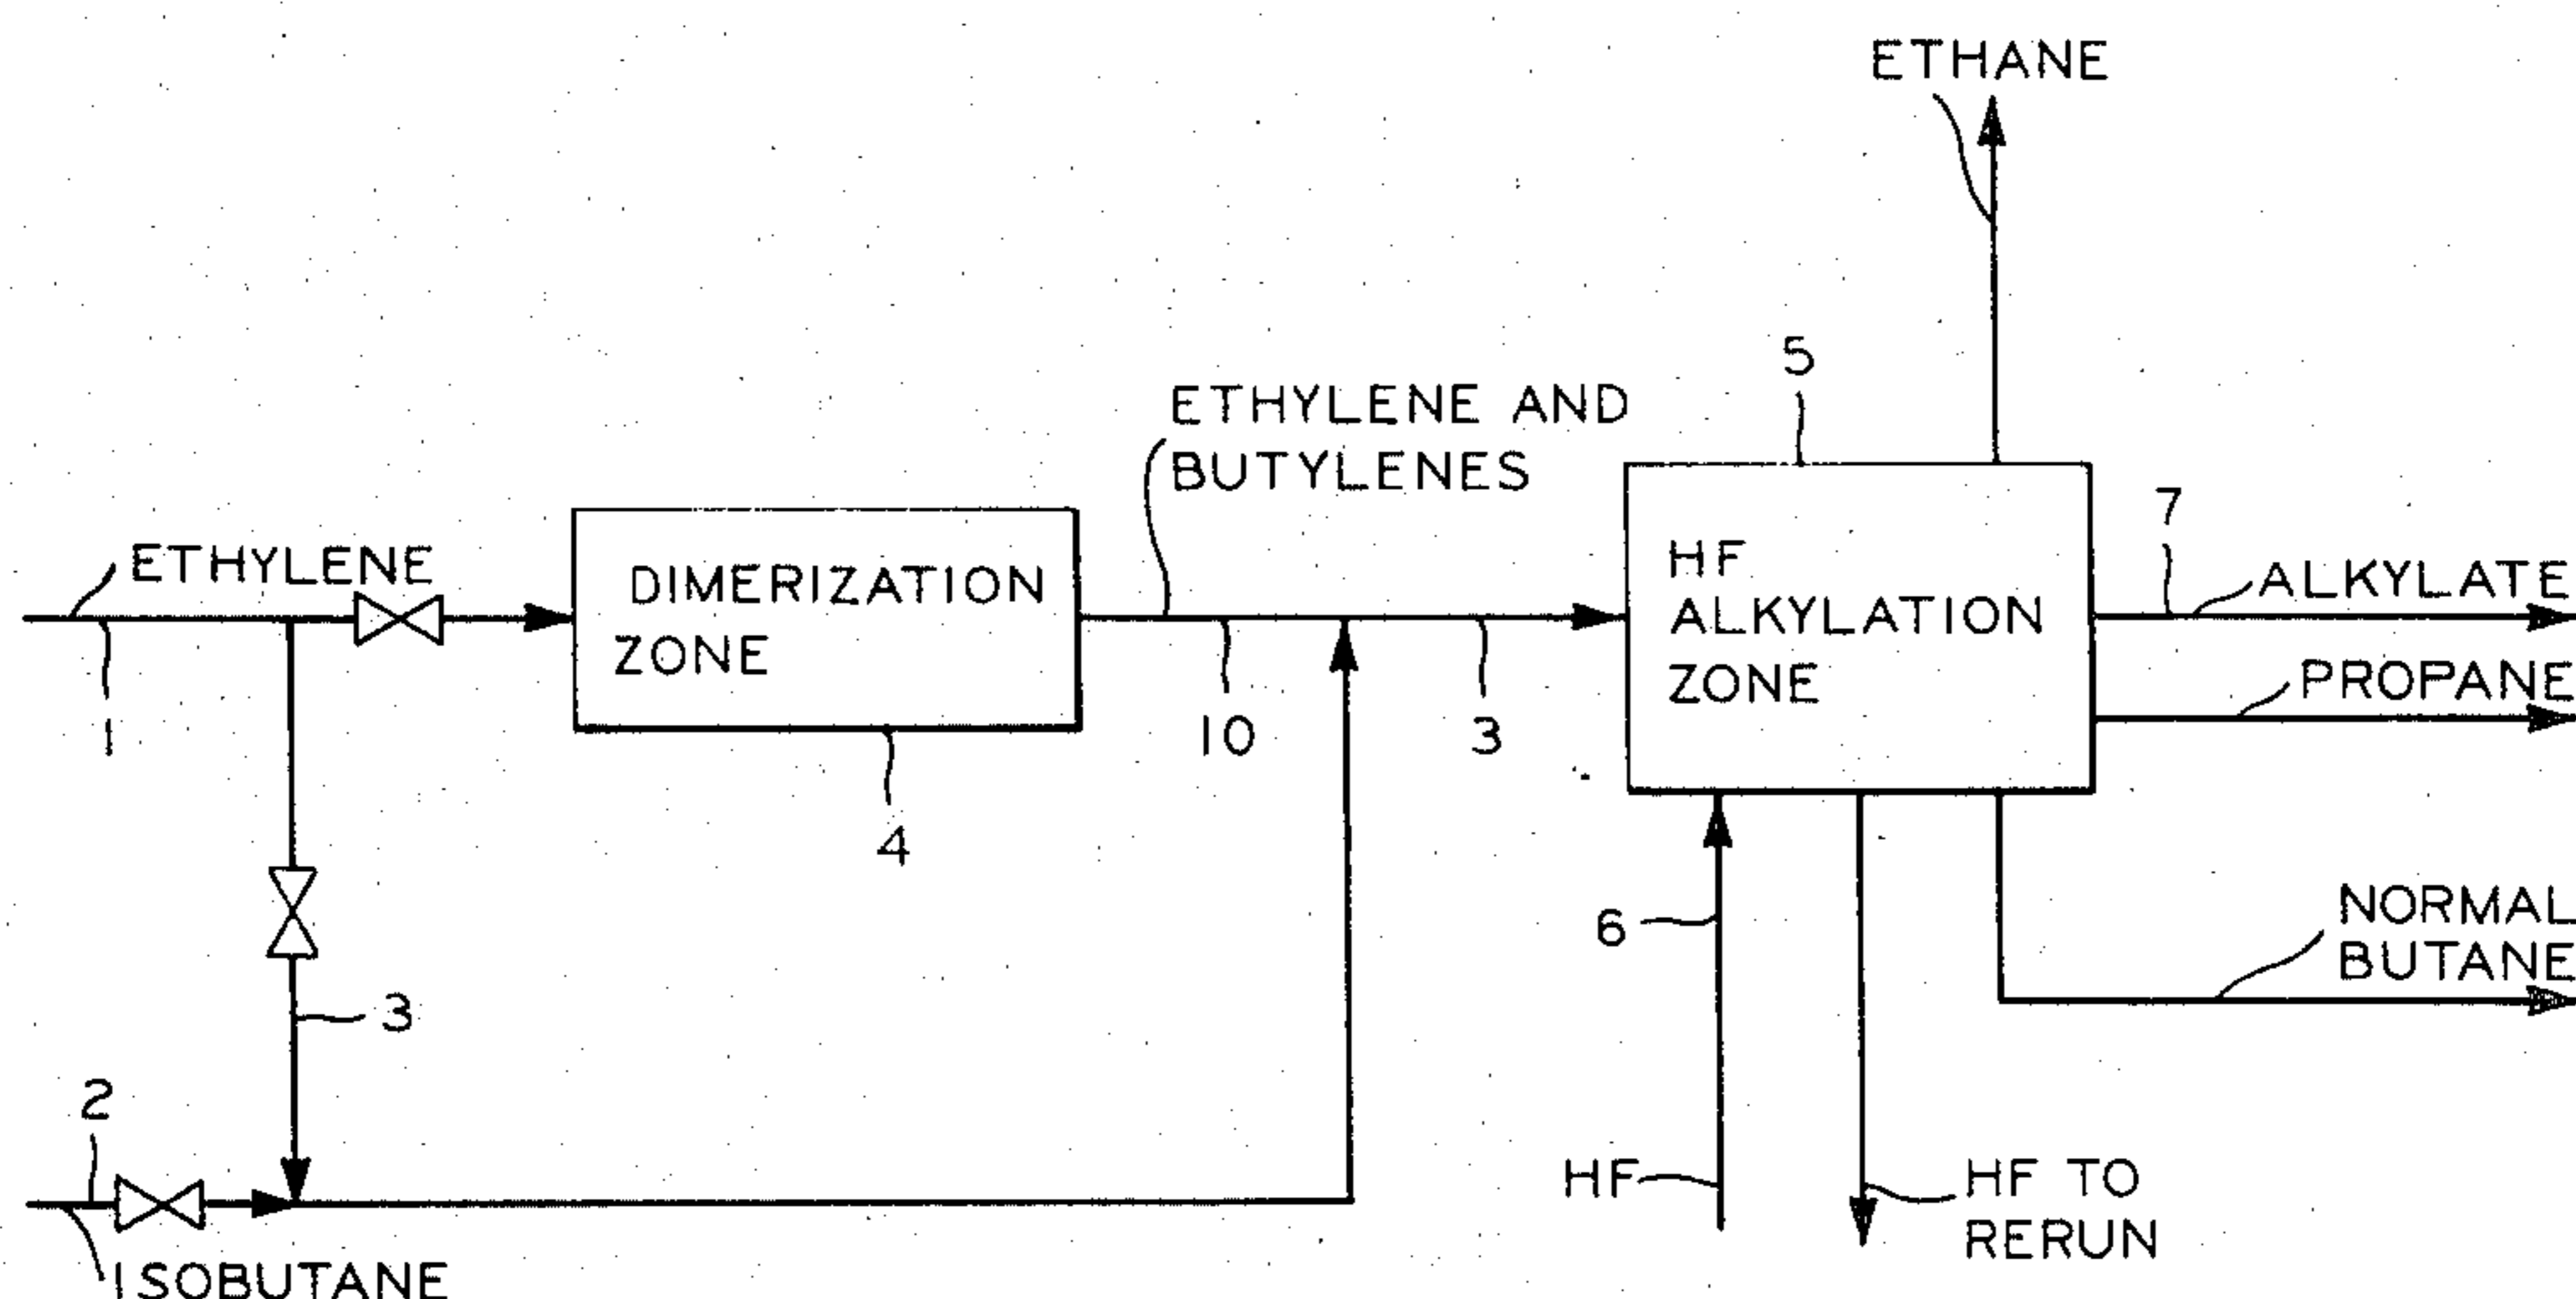 ETHANE
5
ETHYLENE AND
BUTYLENES
7
ETHYLENE
DIMERIZATION
ZONE
HF
ALKYLATION
ZONE
ALKYLATE
PROPANE
1
10
3
4
6
NORMAL
BUTANE
3
2
HF
HF TO
RERUN
ISOBUTANE